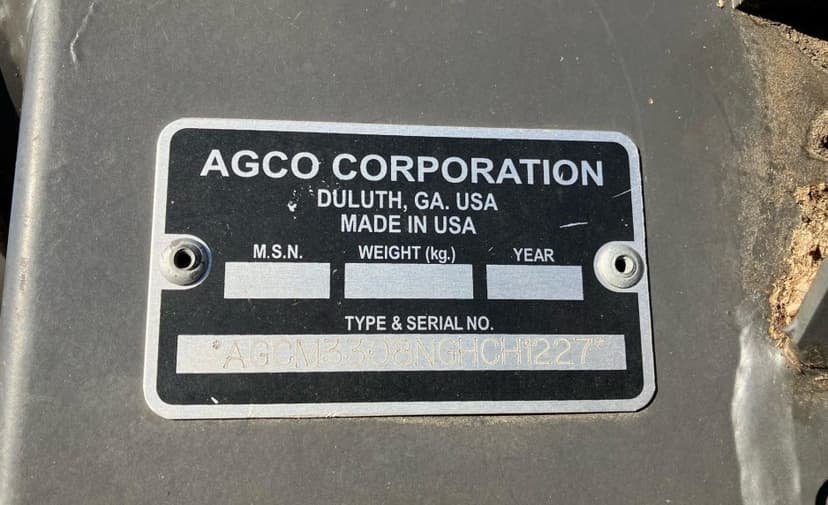 AGCO CORPORATION
DULUTH, GA. USA
MADE IN USA
M.S.N. WEIGHT (kg.) YEAR
TYPE & SERIAL NO.
*AGCM3308NGHCH1227*